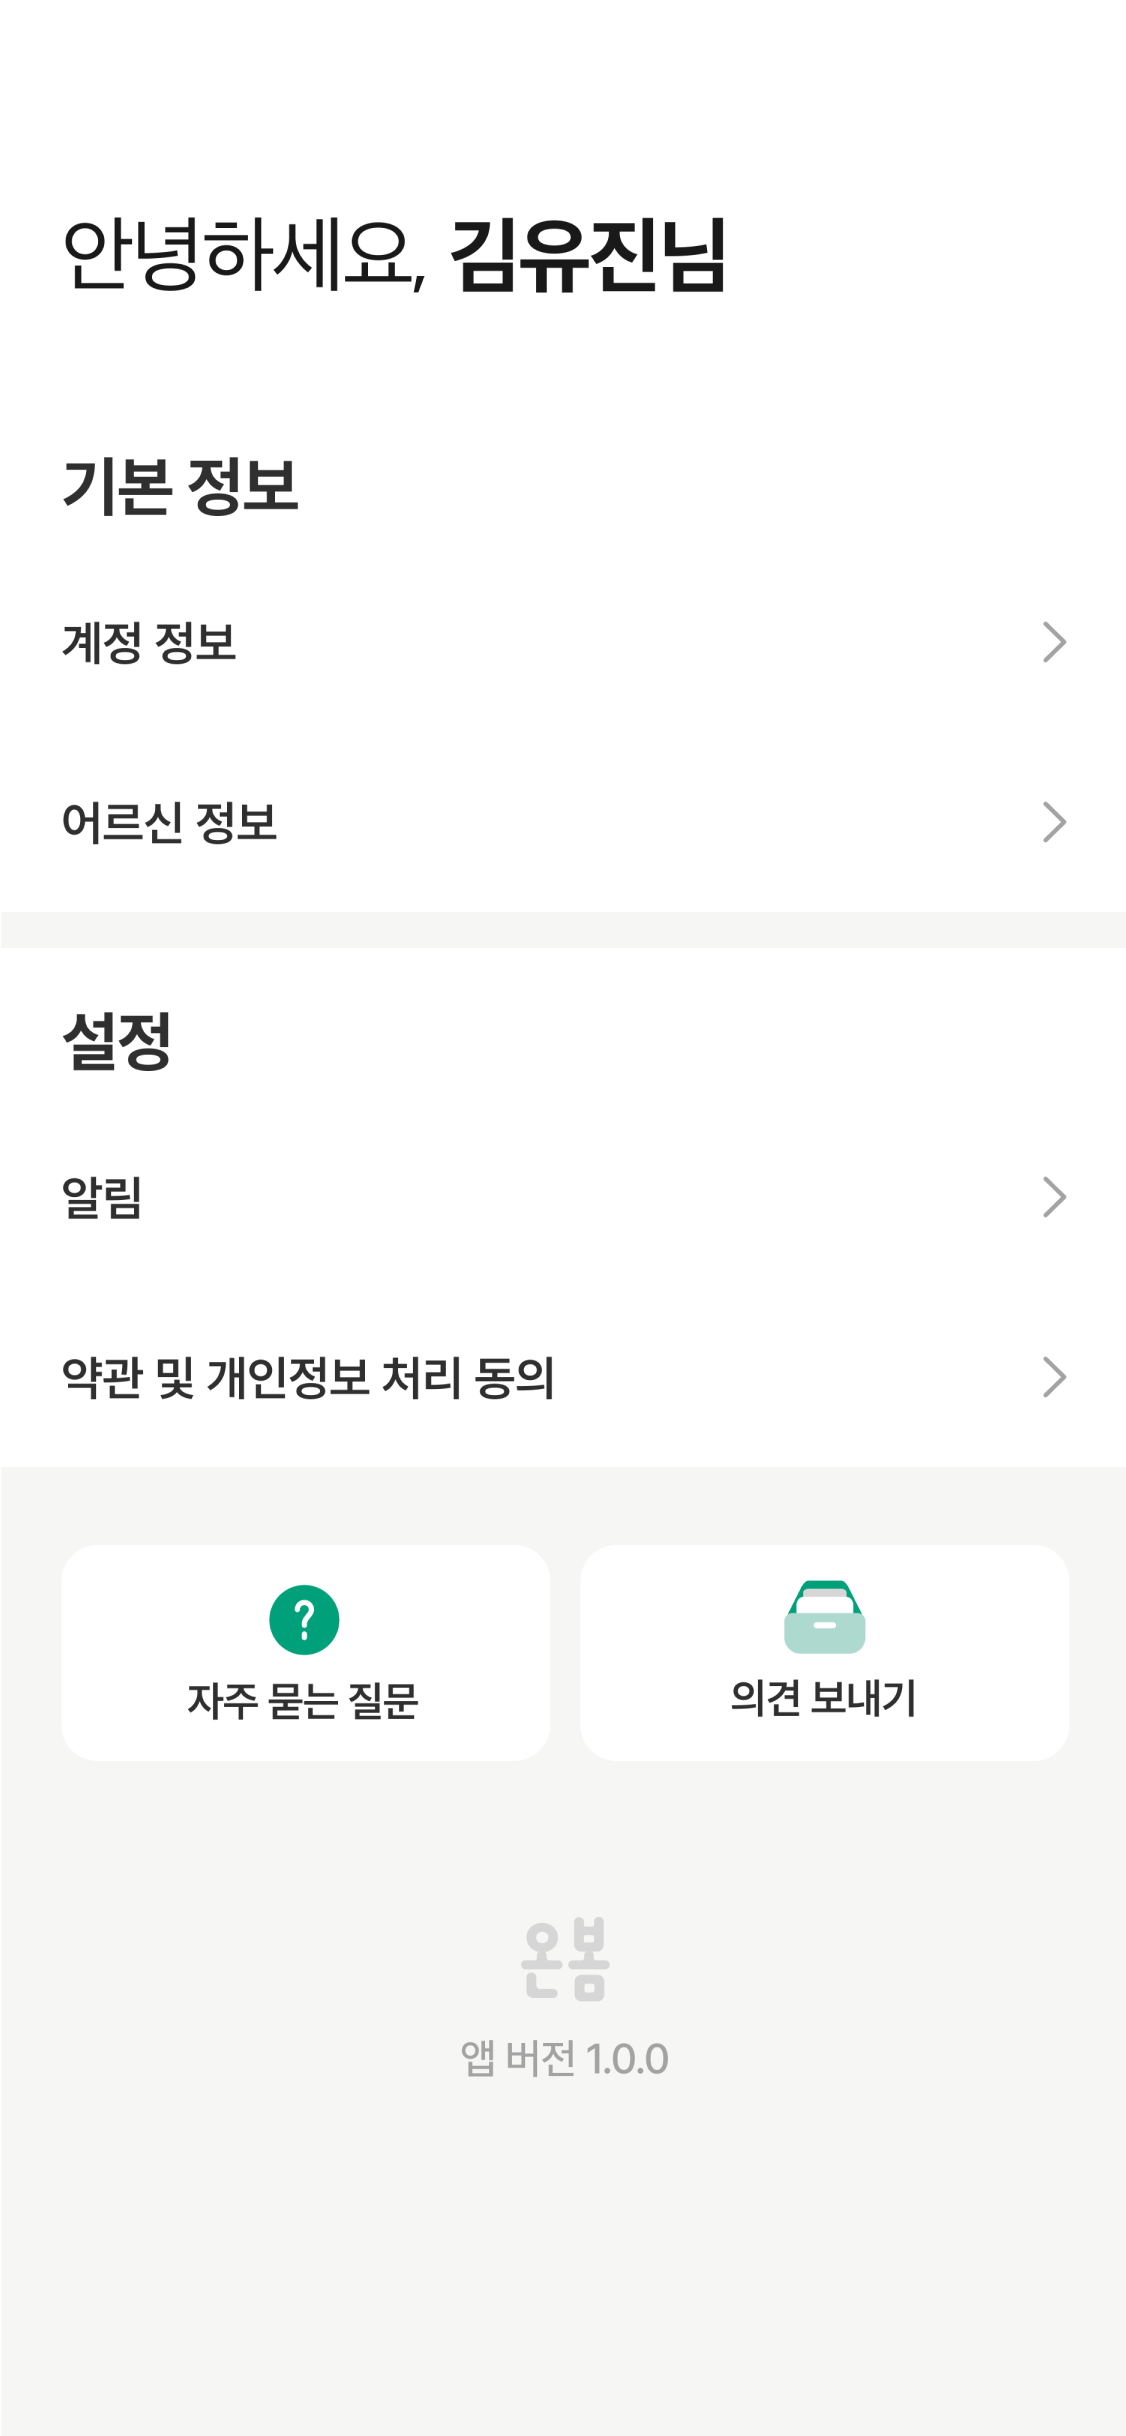 안녕하세요, 김유진님
기본 정보
계정 정보
어르신 정보
설정
알림
약관 및 개인정보 처리 동의
자주 묻는 질문
의견 보내기
온봄
앱 버전 1.0.0